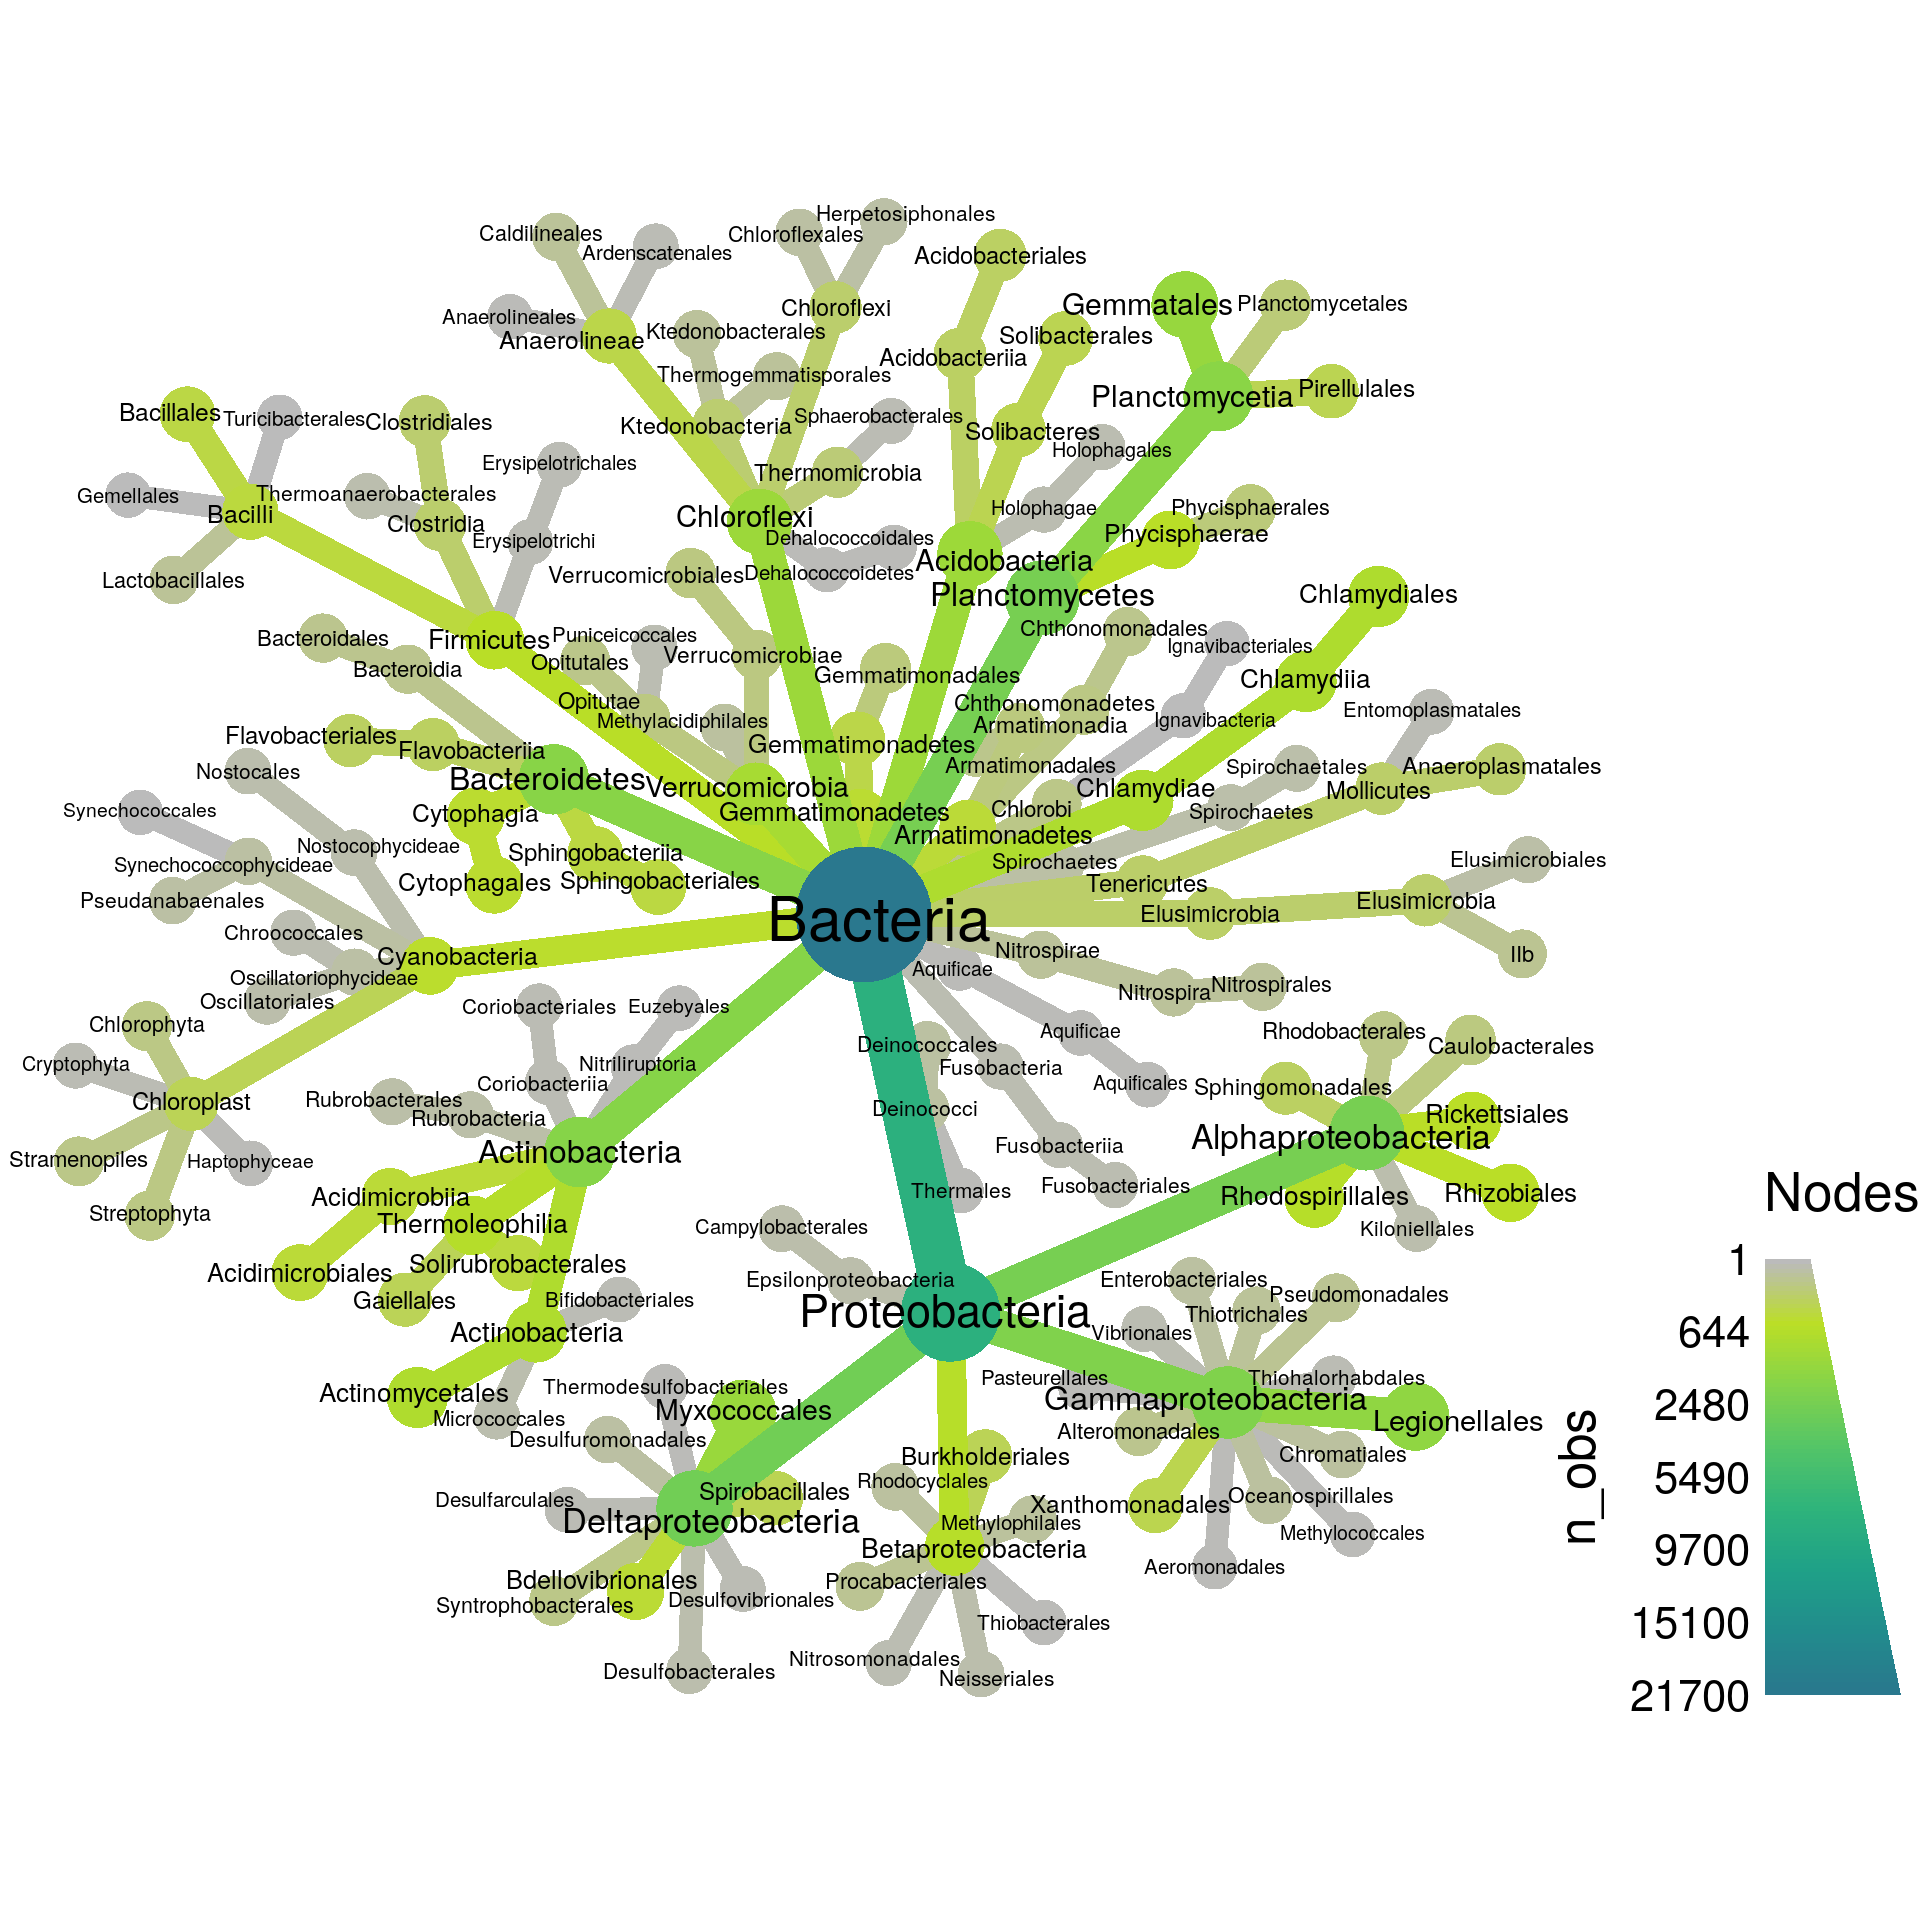 Herpetosiphonales
Caldilineales
Chloroflexales
Ardenscatenales
Acidobacteriales
Gemmatales
Planctomycetales
Anaerolineales
Chloroflexi
Ktedonobacterales
Solibacterales
Anaerolineae
Acidobacteriia
Thermogemmatisporales
Planctomycetia
Pirellulales
Bacillales
Turicibacterales
Clostridiales
Ktedonobacteria
Sphaerobacterales
Solibacteres
Holophagales
Erysipelotrichales
Thermomicrobia
Gemellales
Thermoanaerobacterales
Bacilli
Clostridia
Chloroflexi
Holophagae
Phycisphaerales
Erysipelotrichi
Dehalococcoidales
Phycisphaerae
Lactobacillales
Verrucomicrobiales
Dehalococcoidetes
Acidobacteria
Planctomycetes
Chlamydiales
Bacteroidales
Firmicutes
Puniceicoccales
Chthonomonadales
Ignavibacteriales
Bacteroidia
Opitutales
Verrucomicrobiae
Gemmatimonadales
Chlamydiia
Opitutae
Chthonomonadetes
Entomoplasmatales
Flavobacteriales
Flavobacteriia
Methylacidiphilales
Armatimonadia
Ignavibacteria
Gemmatimonadetes
Nostocales
Bacteroidetes
Verrucomicrobia
Armatimonadales
Spirochaetales
Anaeroplasmatales
Synechococcales
Cytophagia
Gemmatimonadetes
Chlorobi
Chlamydiae
Mollicutes
Armatimonadetes
Spirochaetes
Nostocophycideae
Sphingobacteriia
Synechococcophycideae
Spirochaetes
Elusimicrobiales
Cytophagales
Sphingobacteriales
Tenericutes
Pseudanabaenales
Bacteria
Elusimicrobia
Elusimicrobia
Chroococcales
Cyanobacteria
Nitrospirae
IIb
Oscillatoriophycideae
Aquificae
Oscillatoriales
Coriobacteriales
Euzebyales
Nitrospira
Nitrospirales
Chlorophyta
Deinococcales
Aquificae
Rhodobacterales
Caulobacterales
Cryptophyta
Nitriliruptoria
Fusobacteria
Coriobacteriia
Aquificales
Sphingomonadales
Chloroplast
Rubrobacterales
Rubrobacteria
Deinococci
Rickettsiales
Actinobacteria
Fusobacteriia
Alphaproteobacteria
Stramenopiles
Haptophyceae
Acidimicrobiia
Thermales
Fusobacteriales
Rhodospirillales
Rhizobiales
Streptophyta
Thermoleophilia
Campylobacterales
Kiloniellales
Acidimicrobiales
Solirubrobacterales
Epsilonproteobacteria
Enterobacteriales
Pseudomonadales
Gaiellales
Bifidobacteriales
Proteobacteria
Thiotrichales
Actinobacteria
Vibrionales
Actinomycetales
Thermodesulfobacteriales
Pasteurellales
Thiohalorhabdales
Micrococcales
Myxococcales
Gammaproteobacteria
Legionellales
Desulfuromonadales
Alteromonadales
Burkholderiales
Chromatiales
Desulfarculales
Spirobacillales
Rhodocyclales
Xanthomonadales
Oceanospirillales
Deltaproteobacteria
Methylophilales
Methylococcales
Betaproteobacteria
Aeromonadales
Bdellovibrionales
Procabacteriales
Syntrophobacterales
Desulfovibrionales
Thiobacterales
Desulfobacterales
Nitrosomonadales
Neisseriales
Nodes
1
644
2480
5490
9700
15100
21700
n_obs